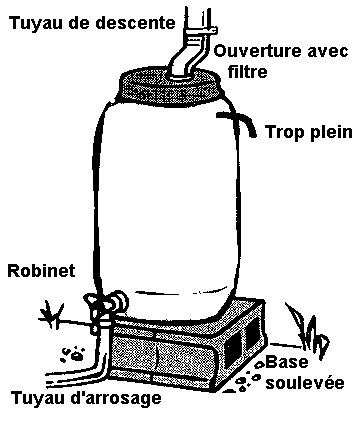 Tuyau de descente
Ouverture avec
filtre
Trop plein
Robinet
Base
soulevée
Tuyau d'arrosage